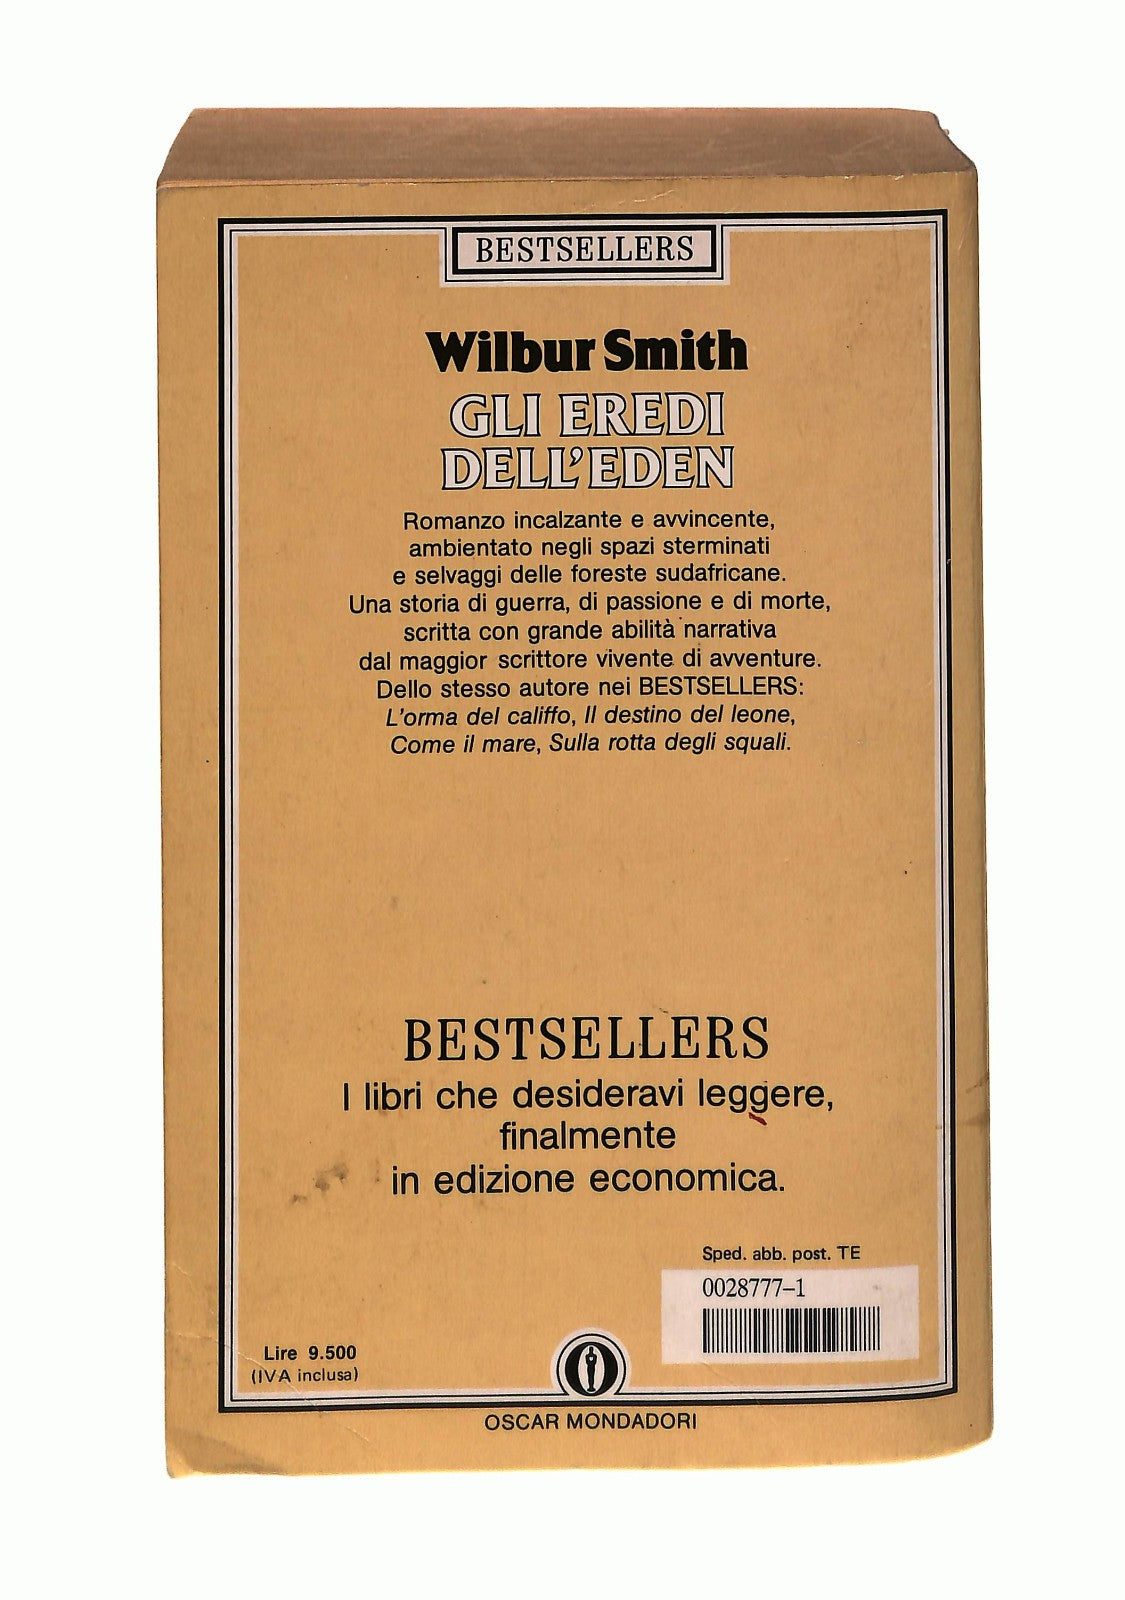 BESTSELLERS
Wilbur Smith
GLI EREDI
DELL'EDEN
Romanzo incalzante e avvincente,
ambientato negli spazi sterminati
e selvaggi delle foreste sudafricane.
Una storia di guerra, di passione e di morte,
scritta con grande abilità narrativa
dal maggior scrittore vivente di avventure.
Dello stesso autore nei BESTSELLERS:
L'orma del califfo, Il destino del leone,
Come il mare, Sulla rotta degli squali.
BESTSELLERS
I libri che desideravi leggere,
finalmente
in edizione economica.
Sped. abb. post. TE
0028777-1
Lire 9.500
(IVA inclusa)
OSCAR MONDADORI